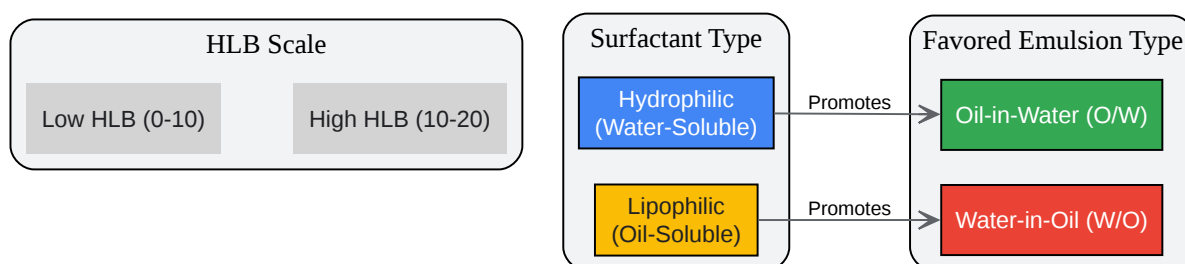 HLB Scale
Low HLB (0-10)
High HLB (10-20)
Surfactant Type
Hydrophilic
(Water-Soluble)
Lipophilic
(Oil-Soluble)
Promotes
Promotes
Favored Emulsion Type
Oil-in-Water (O/W)
Water-in-Oil (W/O)